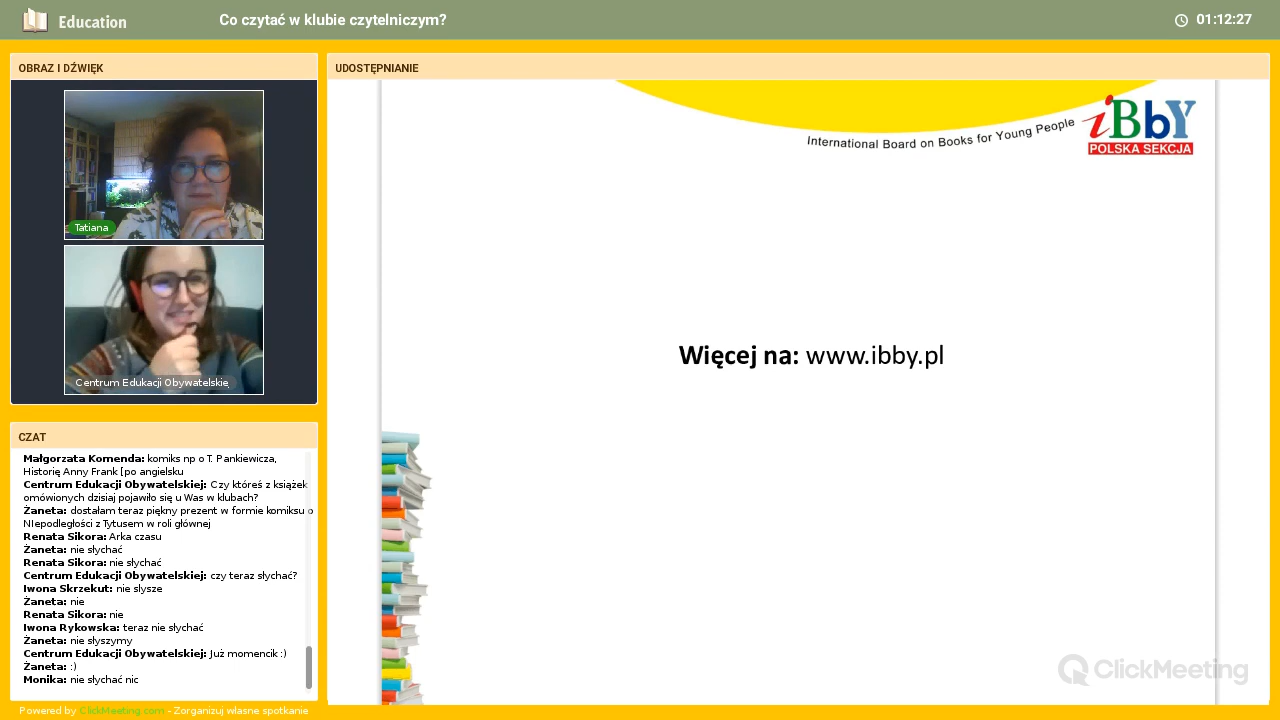 Education
Co czytać w klubie czytelniczym?
01:12:27
OBRAZ I DŹWIĘK
Tatiana
Centrum Edukacji Obywatelskie
CZAT
Małgorzata Komenda: komiks np o T. Pankiewicza,
Historię Anny Frank [po angielsku
Centrum Edukacji Obywatelskiej: Czy któreś z książek
omówionych dzisiaj pojawiło się u Was w klubach?
Żaneta: dostałam teraz piękny prezent w formie komiksu o
NIepodległości z Tytusem w roli głównej
Renata Sikora: Arka czasu
Żaneta: nie słychać
Renata Sikora: nie słychać
Centrum Edukacji Obywatelskiej: czy teraz słychać?
Iwona Skrzekut: nie slysze
Żaneta: nie
Renata Sikora: nie
Iwona Rykowska: teraz nie słychać
Żaneta: nie słyszymy
Centrum Edukacji Obywatelskiej: Już momencik :)
Żaneta: :)
Monika: nie słychać nic
Powered by ClickMeeting.com - Zorganizuj własne spotkanie
UDOSTĘPNIANIE
International Board on Books for Young People
iBbY
POLSKA SEKCJA
Więcej na: www.ibby.pl
ClickMeeting